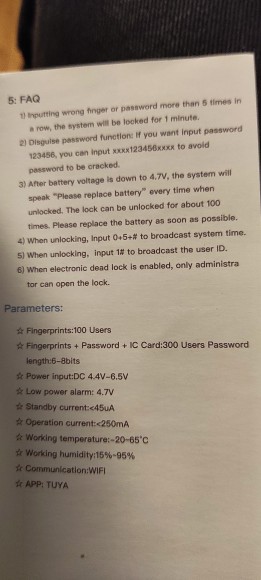 5: FAQ
1) Inputting wrong finger or password more than 5 times in
a row, the system will be locked for 1 minute.
2) Disguise password function: If you want input password
123456, you can input xxxx123456xxxx to avoid
password to be cracked.
3) After battery voltage is down to 4.7V, the system will
speak "Please replace battery" every time when
unlocked. The lock can be unlocked for about 100
times. Please replace the battery as soon as possible.
4) When unlocking, Input 0+5+# to broadcast system time.
5) When unlocking, input 1# to broadcast the user ID.
6) When electronic dead lock is enabled, only administra
tor can open the lock.
Parameters:
☆ Fingerprints:100 Users
☆ Fingerprints + Password + IC Card:300 Users Password
length:6-8bits
☆ Power input:DC 4.4V-6.5V
☆ Low power alarm: 4.7V
☆ Standby current:<45uA
☆ Operation current:<250mA
☆ Working temperature:-20-65°C
☆ Working humidity:15%-95%
☆ Communication:WIFI
☆ APP: TUYA